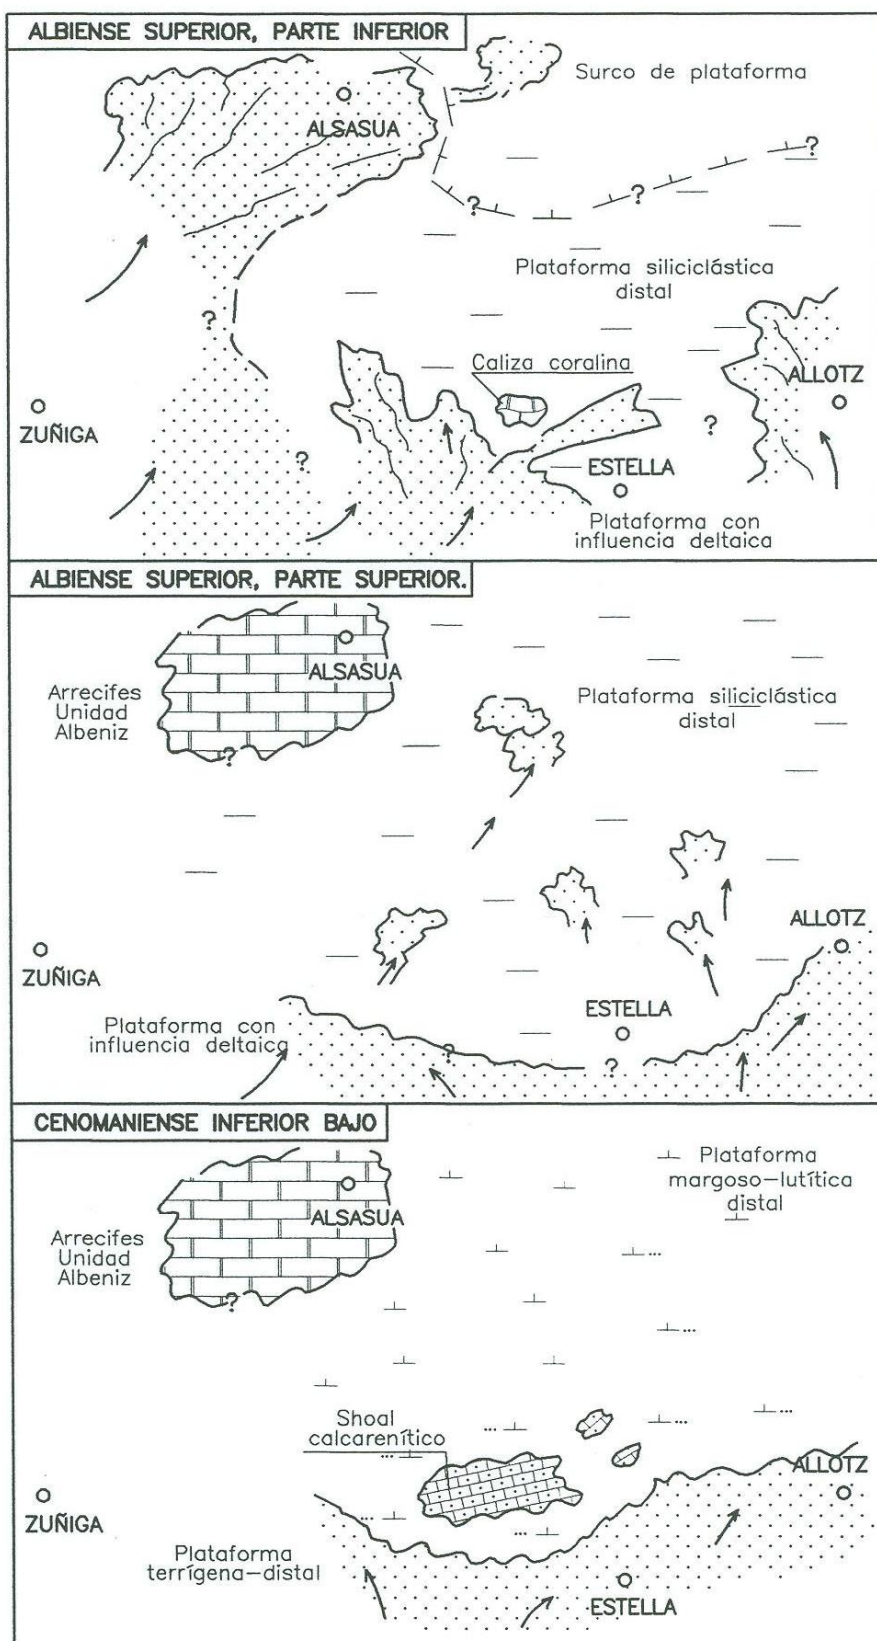 ALBIENSE SUPERIOR, PARTE INFERIOR
Surco de plataforma
ALSASUA
?
?
?
Plataforma siliciclástica
distal
?
Caliza coralina
ALLOTZ
ZUÑIGA
?
?
ESTELLA
Plataforma con
influencia deltaica
ALBIENSE SUPERIOR, PARTE SUPERIOR.
ALSASUA
Arrecifes
Unidad
Albeniz
Plataforma siliciclástica
distal
?
ALLOTZ
ZUÑIGA
ESTELLA
Plataforma con
influencia deltaica
?
?
CENOMANIENSE INFERIOR BAJO
Plataforma
margoso-lutítica
distal
ALSASUA
Arrecifes
Unidad
Albeniz
?
Shoal
calcarenítico
ALLOTZ
ZUÑIGA
Plataforma
terrígena-distal
ESTELLA